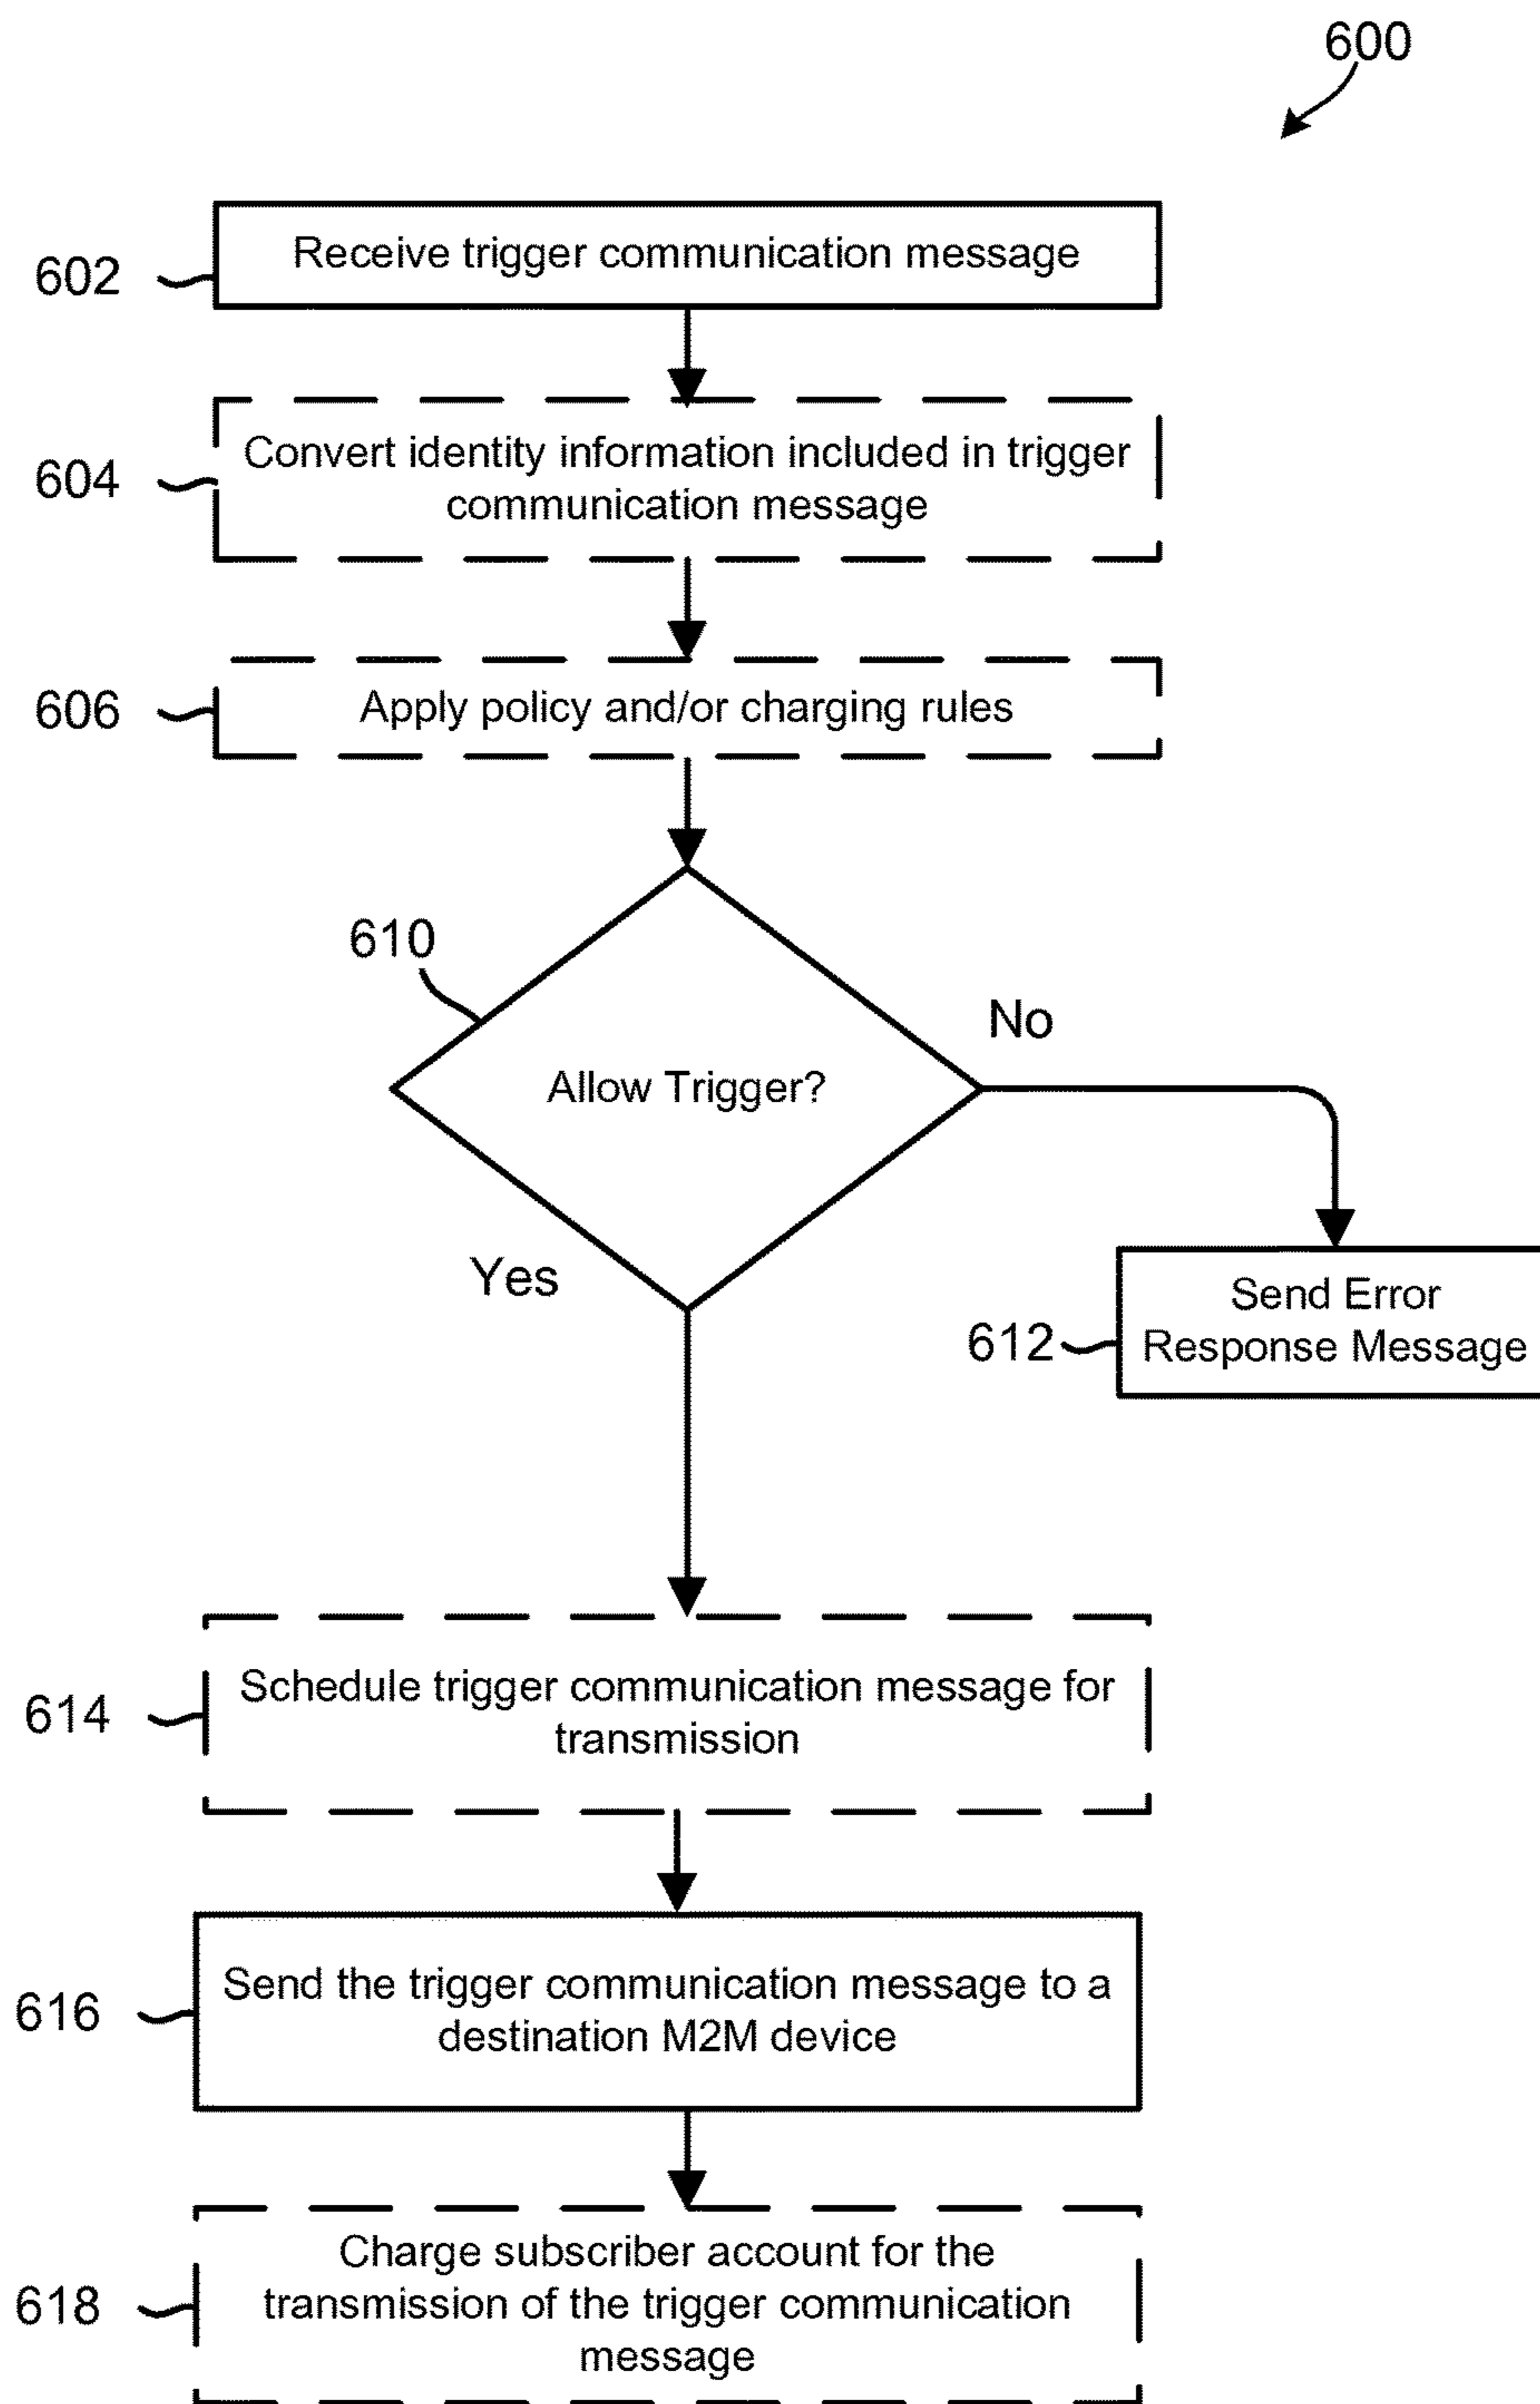 600
Receive trigger communication message
602
Convert identity information included in trigger
communication message
604
Apply policy and/or charging rules
606
610
Allow Trigger?
No
Yes
Send Error
Response Message
612
Schedule trigger communication message for
transmission
614
Send the trigger communication message to a
destination M2M device
616
Charge subscriber account for the
transmission of the trigger communication
message
618